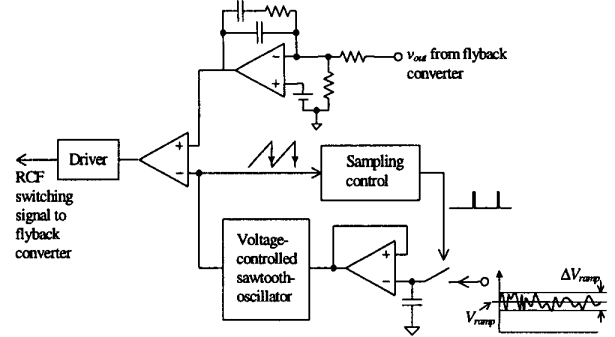 v_out from flyback
converter
−
+
+
−
Driver
RCF
switching
signal to
flyback
converter
Sampling
control
Voltage-
controlled
sawtooth-
oscillator
+
−
ΔV_ramp
V_ramp